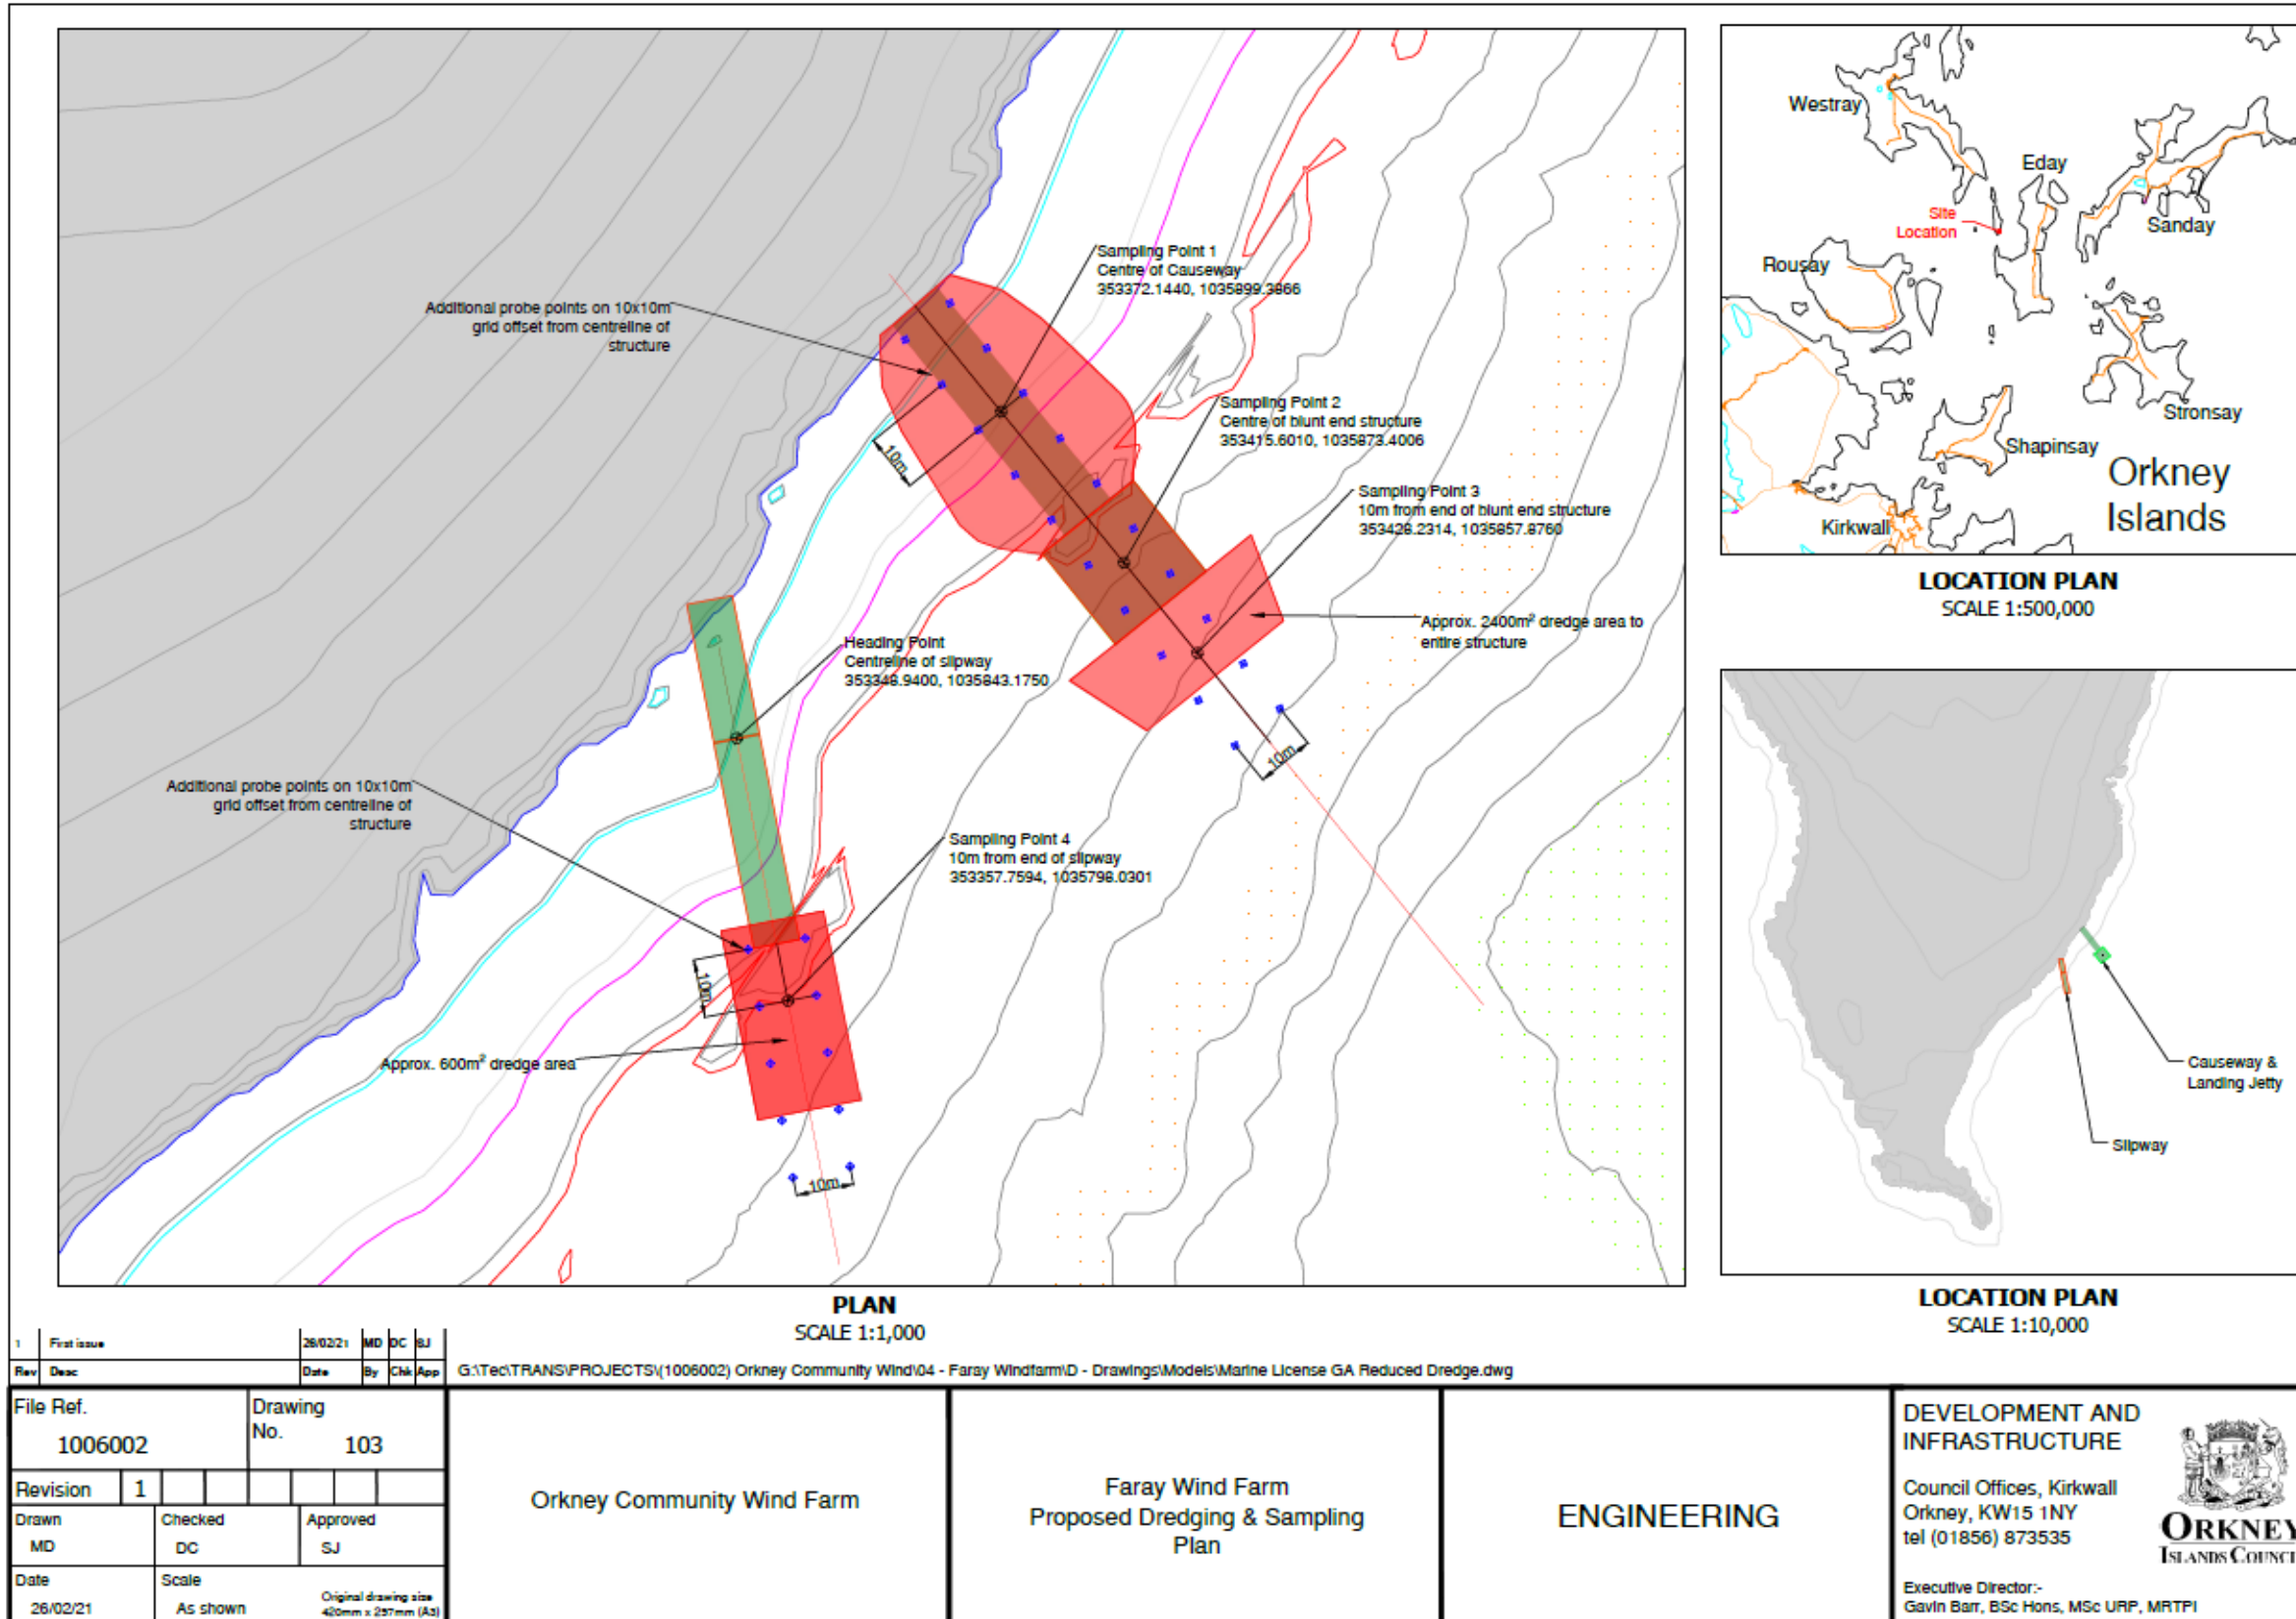 Sampling Point 1
Centre of Causeway
353372.1440, 1035899.3866
Additional probe points on 10x10m
grid offset from centreline of
structure
10m
Sampling Point 2
Centre of blunt end structure
353415.6010, 1035873.4006
Sampling Point 3
10m from end of blunt end structure
353428.2314, 1035857.8760
Approx. 2400m² dredge area to
entire structure
Heading Point
Centreline of slipway
353348.9400, 1035843.1750
10m
Additional probe points on 10x10m
grid offset from centreline of
structure
Sampling Point 4
10m from end of slipway
353357.7594, 1035798.0301
10m
Approx. 600m² dredge area
10m
PLAN
SCALE 1:1,000
Westray
Eday
Site
Location
Sanday
Rousay
Stronsay
Shapinsay
Orkney
Islands
Kirkwall
LOCATION PLAN
SCALE 1:500,000
Causeway &
Landing Jetty
Slipway
LOCATION PLAN
SCALE 1:10,000
1 First issue 26/02/21 MD DC SJ
Rev Desc Date By Chk App
G:\Tec\TRANS\PROJECTS\(1006002) Orkney Community Wind\04 - Faray Windfarm\D - Drawings\Models\Marine License GA Reduced Dredge.dwg
File Ref.
1006002
Drawing
No. 103
Revision 1
Drawn
MD
Checked
DC
Approved
SJ
Date
26/02/21
Scale
As shown
Original drawing size
420mm x 297mm (A3)
Orkney Community Wind Farm
Faray Wind Farm
Proposed Dredging & Sampling
Plan
ENGINEERING
DEVELOPMENT AND
INFRASTRUCTURE
Council Offices, Kirkwall
Orkney, KW15 1NY
tel (01856) 873535
Executive Director:-
Gavin Barr, BSc Hons, MSc URP, MRTPI
ORKNEY
ISLANDS COUNCI